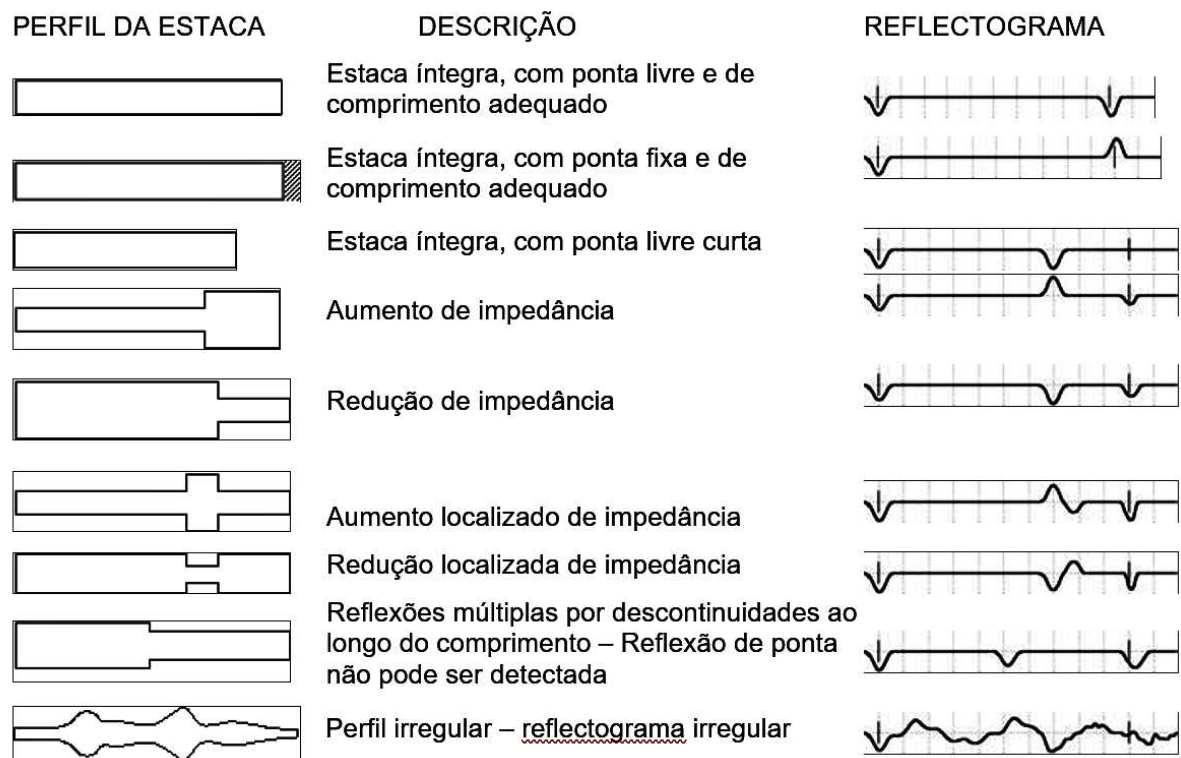 PERFIL DA ESTACA DESCRIÇÃO REFLECTOGRAMA
Estaca íntegra, com ponta livre e de
comprimento adequado
Estaca íntegra, com ponta fixa e de
comprimento adequado
Estaca íntegra, com ponta livre curta
Aumento de impedância
Redução de impedância
Aumento localizado de impedância
Redução localizada de impedância
Reflexões múltiplas por descontinuidades ao
longo do comprimento – Reflexão de ponta
não pode ser detectada
Perfil irregular – reflectograma irregular